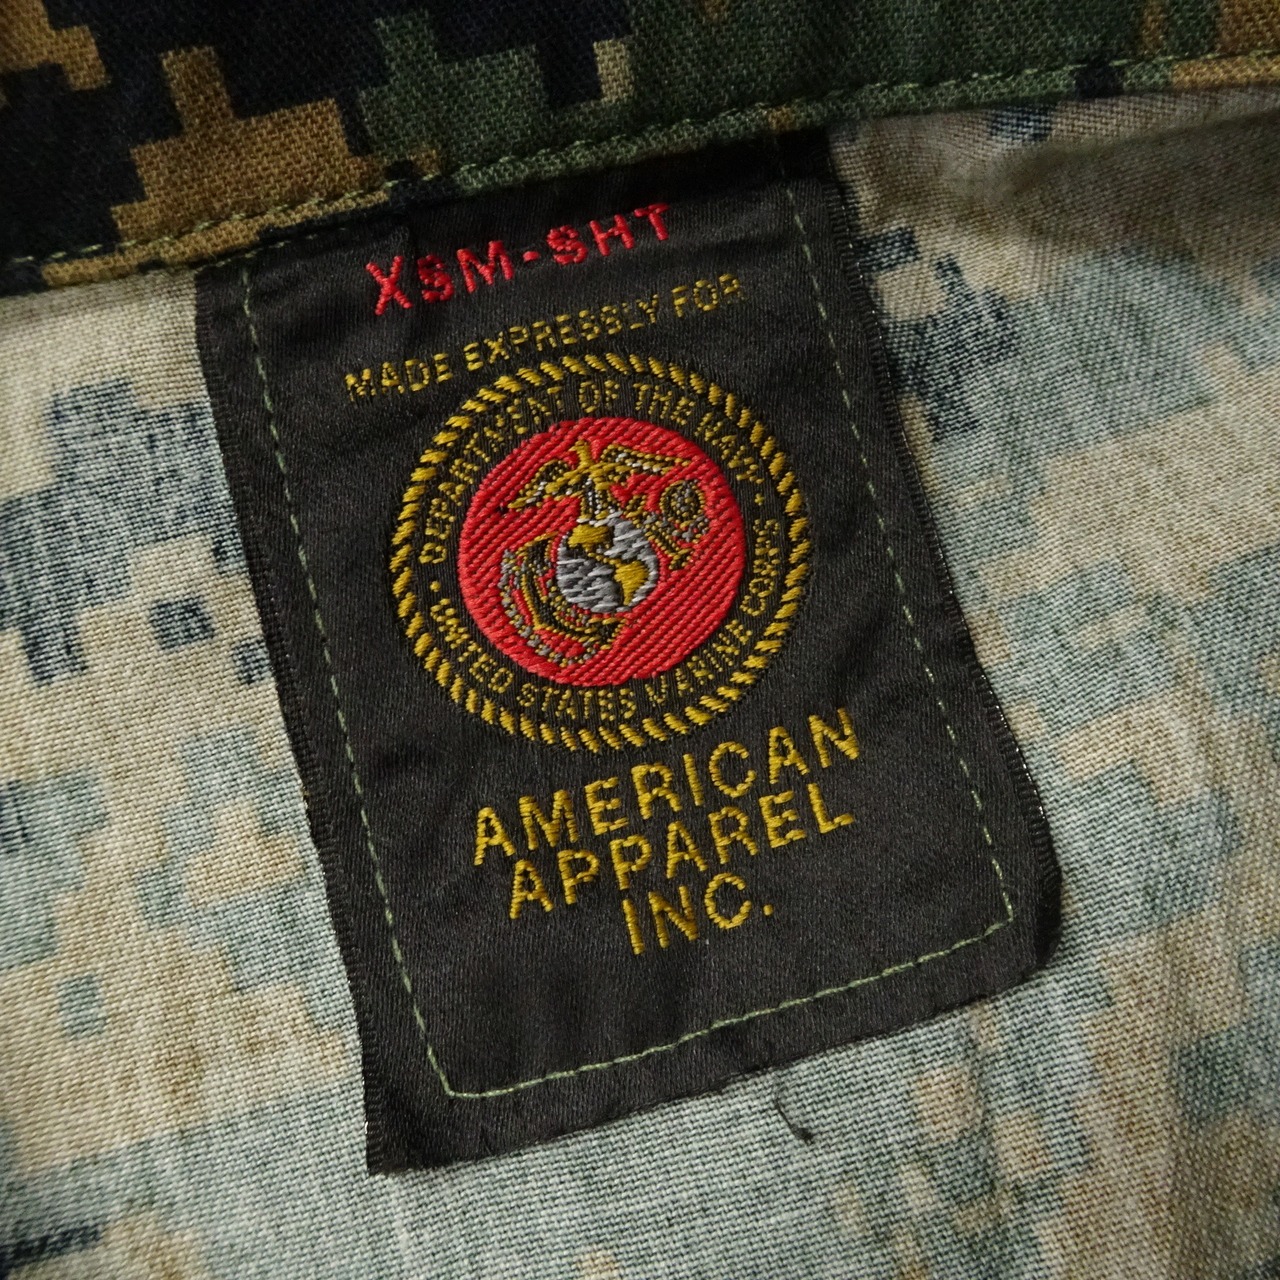 XSM-SHT
MADE EXPRESSLY FOR
DEPARTMENT OF THE NAVY
UNITED STATES MARINE CORPS
AMERICAN
APPAREL
INC.